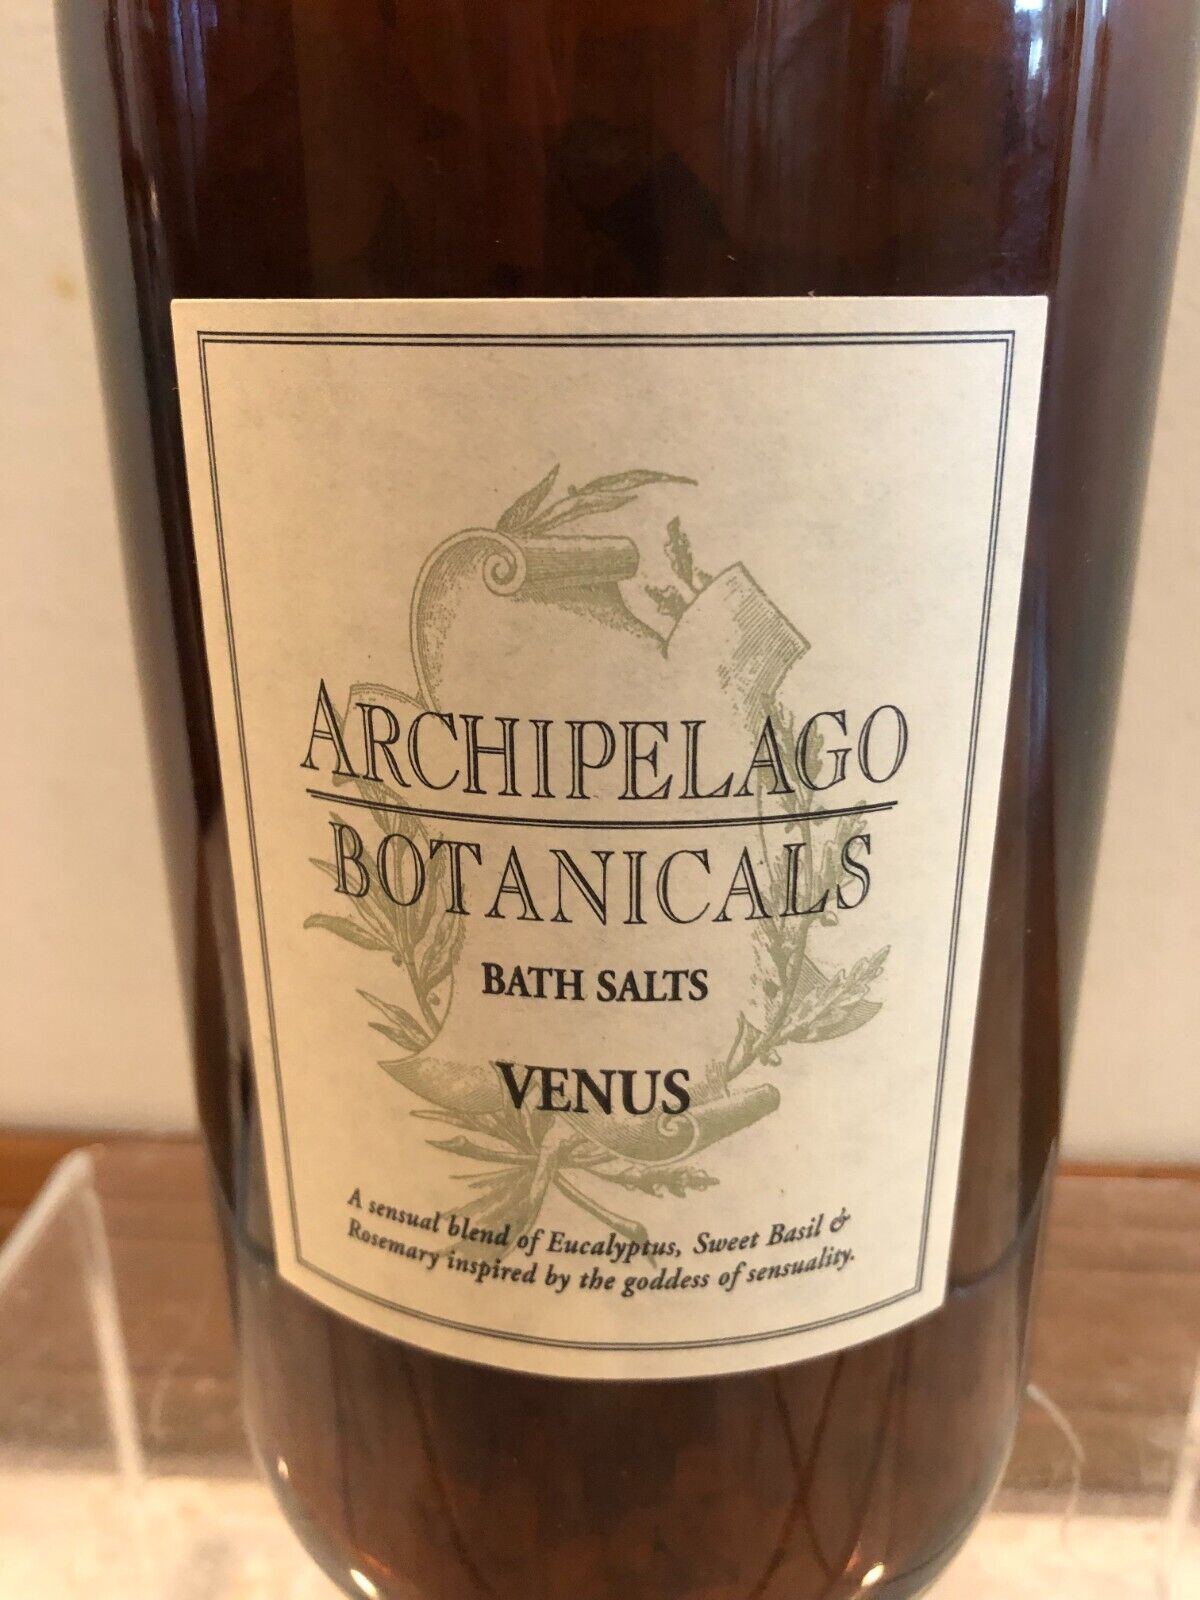 ARCHIPELAGO
BOTANICALS
BATH SALTS
VENUS
A sensual blend of Eucalyptus, Sweet Basil &
Rosemary inspired by the goddess of sensuality.